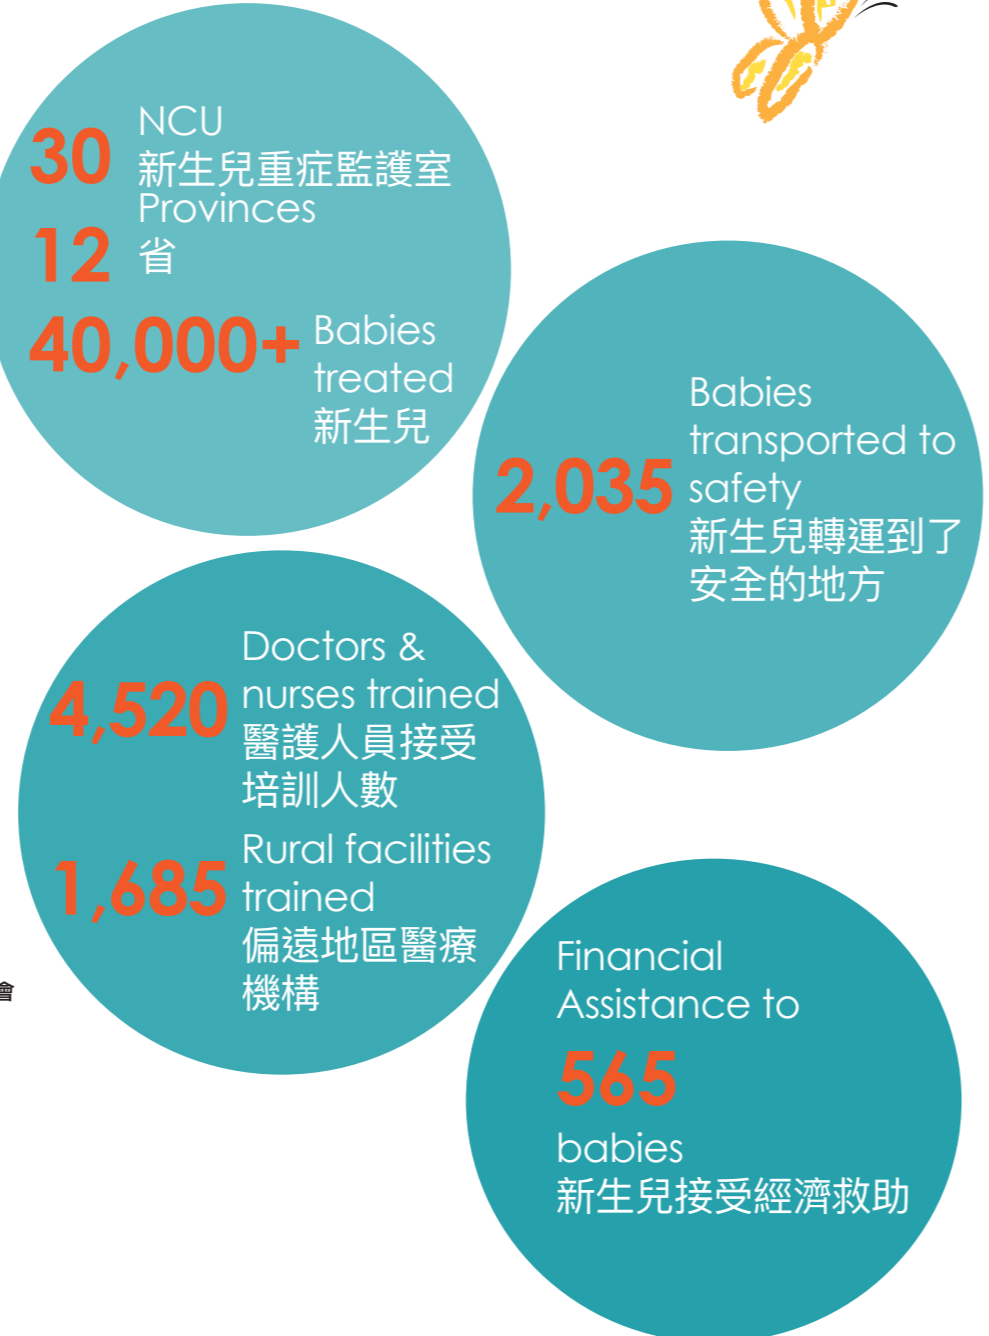 30
NCU
新生兒重症監護室
12
Provinces
省
40,000+
Babies
treated
新生兒
2,035
Babies
transported to
safety
新生兒轉運到了
安全的地方
4,520
Doctors &
nurses trained
醫護人員接受
培訓人數
1,685
Rural facilities
trained
偏遠地區醫療
機構
會
Financial
Assistance to
565
babies
新生兒接受經濟救助